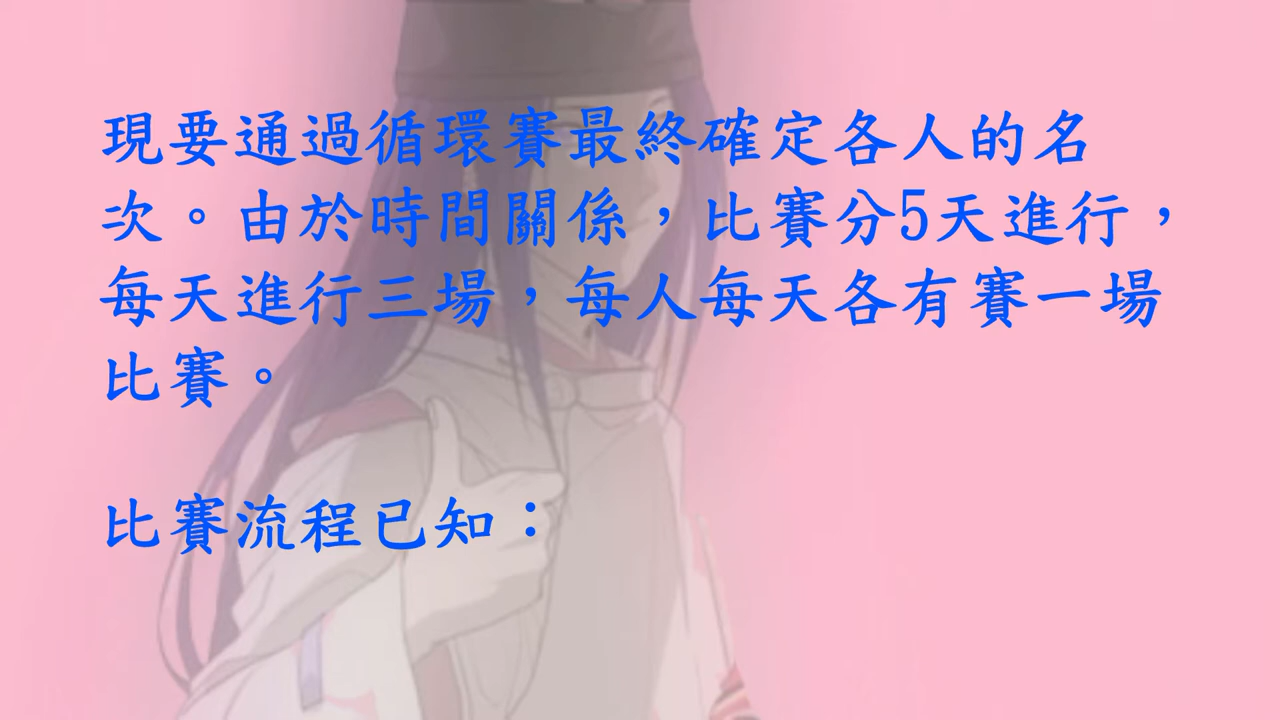 現要通過循環賽最終確定各人的名
次。由於時間關係，比賽分5天進行，
每天進行三場，每人每天各有賽一場
比賽。
比賽流程已知：